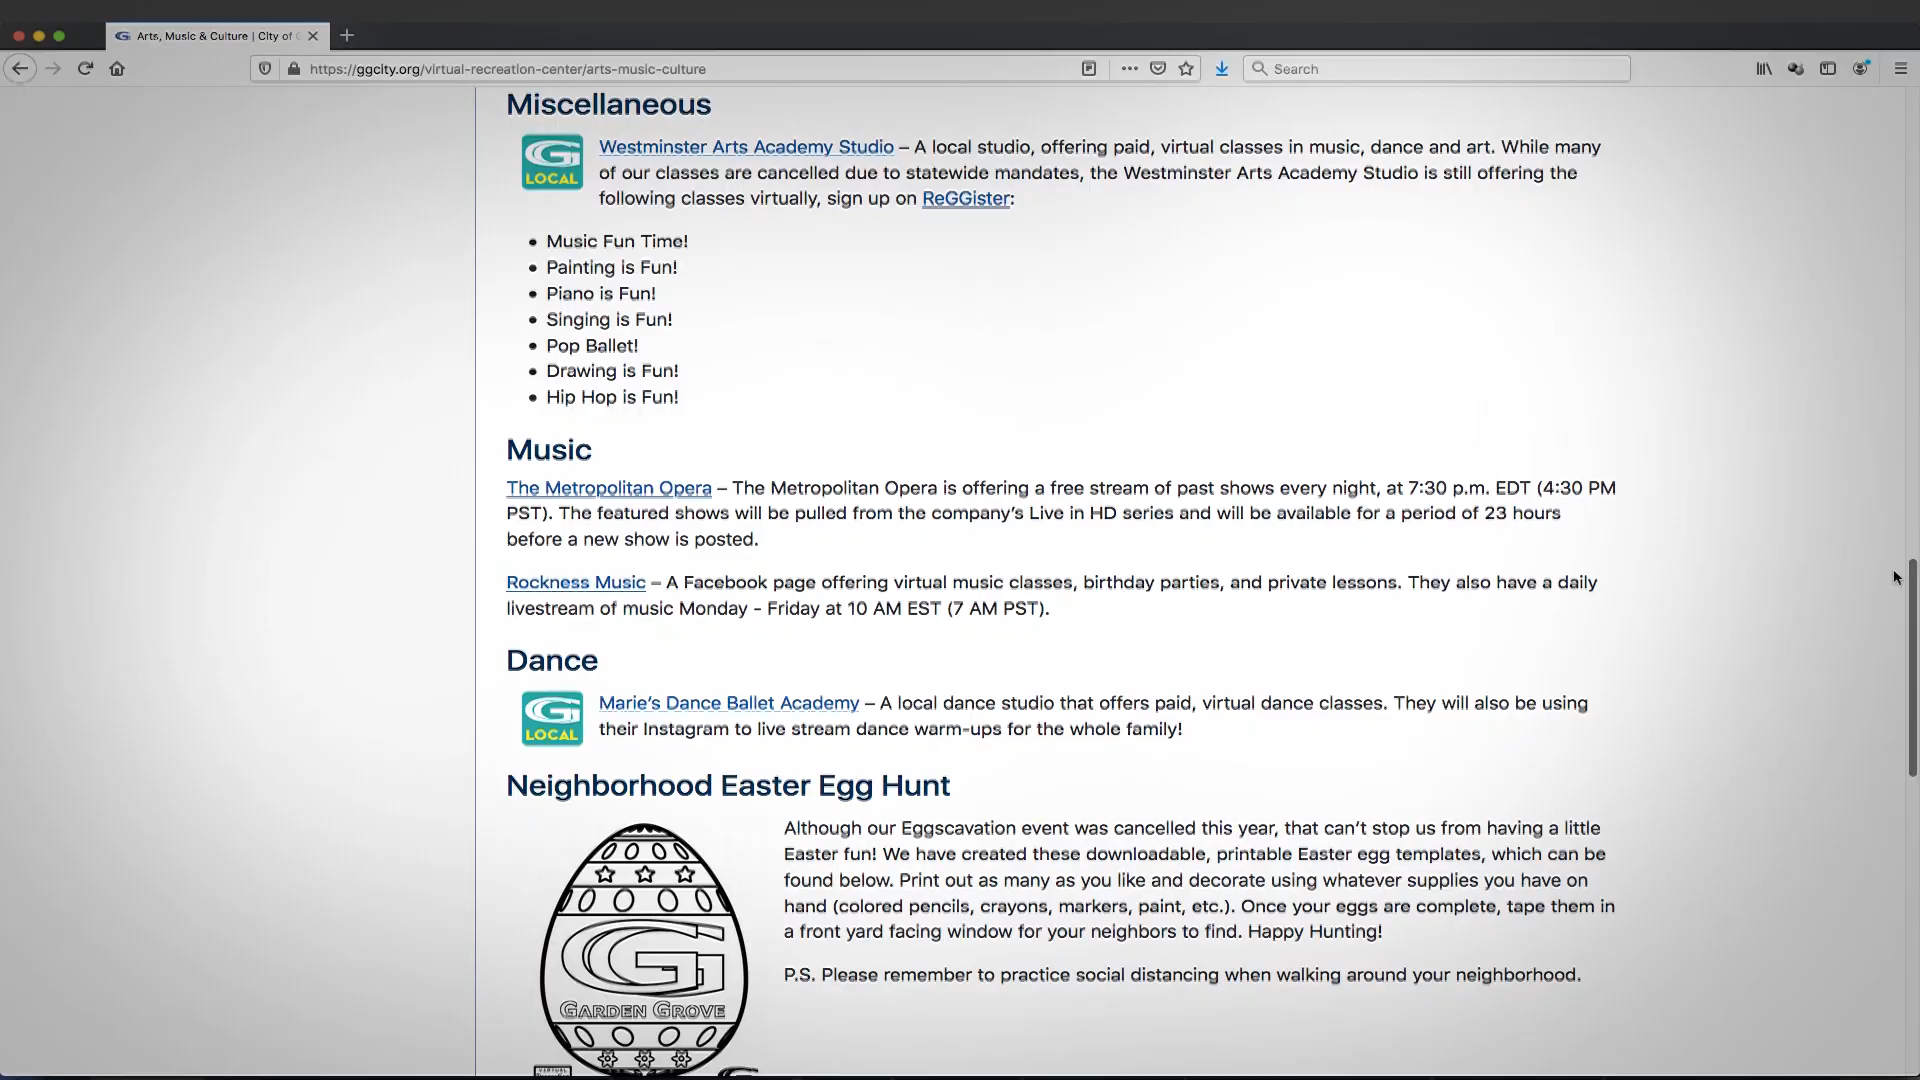 Arts, Music & Culture | City of G
https://ggcity.org/virtual-recreation-center/arts-music-culture
Search
Miscellaneous
LOCAL
Westminster Arts Academy Studio – A local studio, offering paid, virtual classes in music, dance and art. While many
of our classes are cancelled due to statewide mandates, the Westminster Arts Academy Studio is still offering the
following classes virtually, sign up on ReGGister:
• Music Fun Time!
• Painting is Fun!
• Piano is Fun!
• Singing is Fun!
• Pop Ballet!
• Drawing is Fun!
• Hip Hop is Fun!
Music
The Metropolitan Opera – The Metropolitan Opera is offering a free stream of past shows every night, at 7:30 p.m. EDT (4:30 PM
PST). The featured shows will be pulled from the company's Live in HD series and will be available for a period of 23 hours
before a new show is posted.
Rockness Music – A Facebook page offering virtual music classes, birthday parties, and private lessons. They also have a daily
livestream of music Monday - Friday at 10 AM EST (7 AM PST).
Dance
LOCAL
Marie's Dance Ballet Academy – A local dance studio that offers paid, virtual dance classes. They will also be using
their Instagram to live stream dance warm-ups for the whole family!
Neighborhood Easter Egg Hunt
Although our Eggscavation event was cancelled this year, that can't stop us from having a little
Easter fun! We have created these downloadable, printable Easter egg templates, which can be
found below. Print out as many as you like and decorate using whatever supplies you have on
hand (colored pencils, crayons, markers, paint, etc.). Once your eggs are complete, tape them in
a front yard facing window for your neighbors to find. Happy Hunting!
P.S. Please remember to practice social distancing when walking around your neighborhood.
GARDEN GROVE